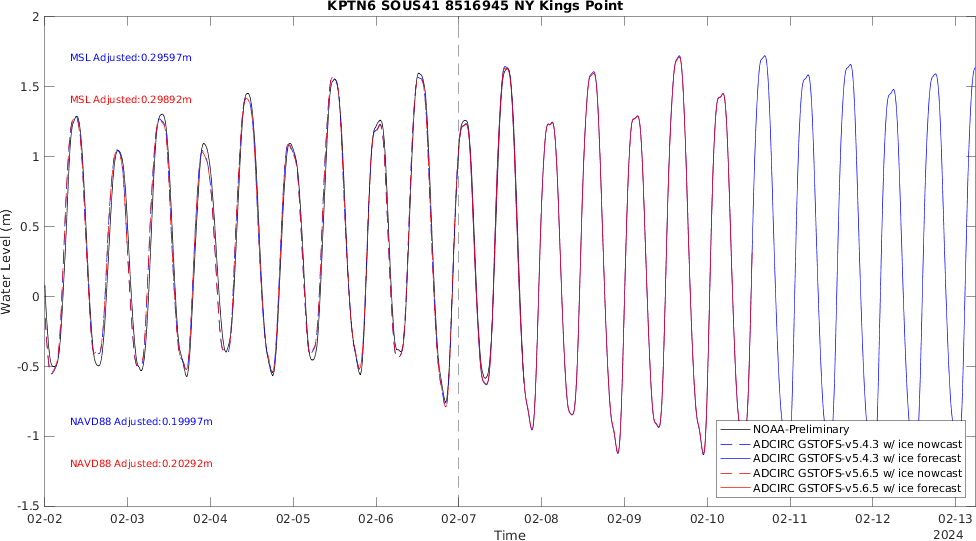 KPTN6 SOUS41 8516945 NY Kings Point
2
1.5
1
0.5
0
-0.5
-1
-1.5
Water Level (m)
MSL Adjusted:0.29597m
MSL Adjusted:0.29892m
NAVD88 Adjusted:0.19997m
NAVD88 Adjusted:0.20292m
NOAA-Preliminary
ADCIRC GSTOFS-v5.4.3 w/ ice nowcast
ADCIRC GSTOFS-v5.4.3 w/ ice forecast
ADCIRC GSTOFS-v5.6.5 w/ ice nowcast
ADCIRC GSTOFS-v5.6.5 w/ ice forecast
02-02 02-03 02-04 02-05 02-06 02-07 02-08 02-09 02-10 02-11 02-12 02-13
Time
2024